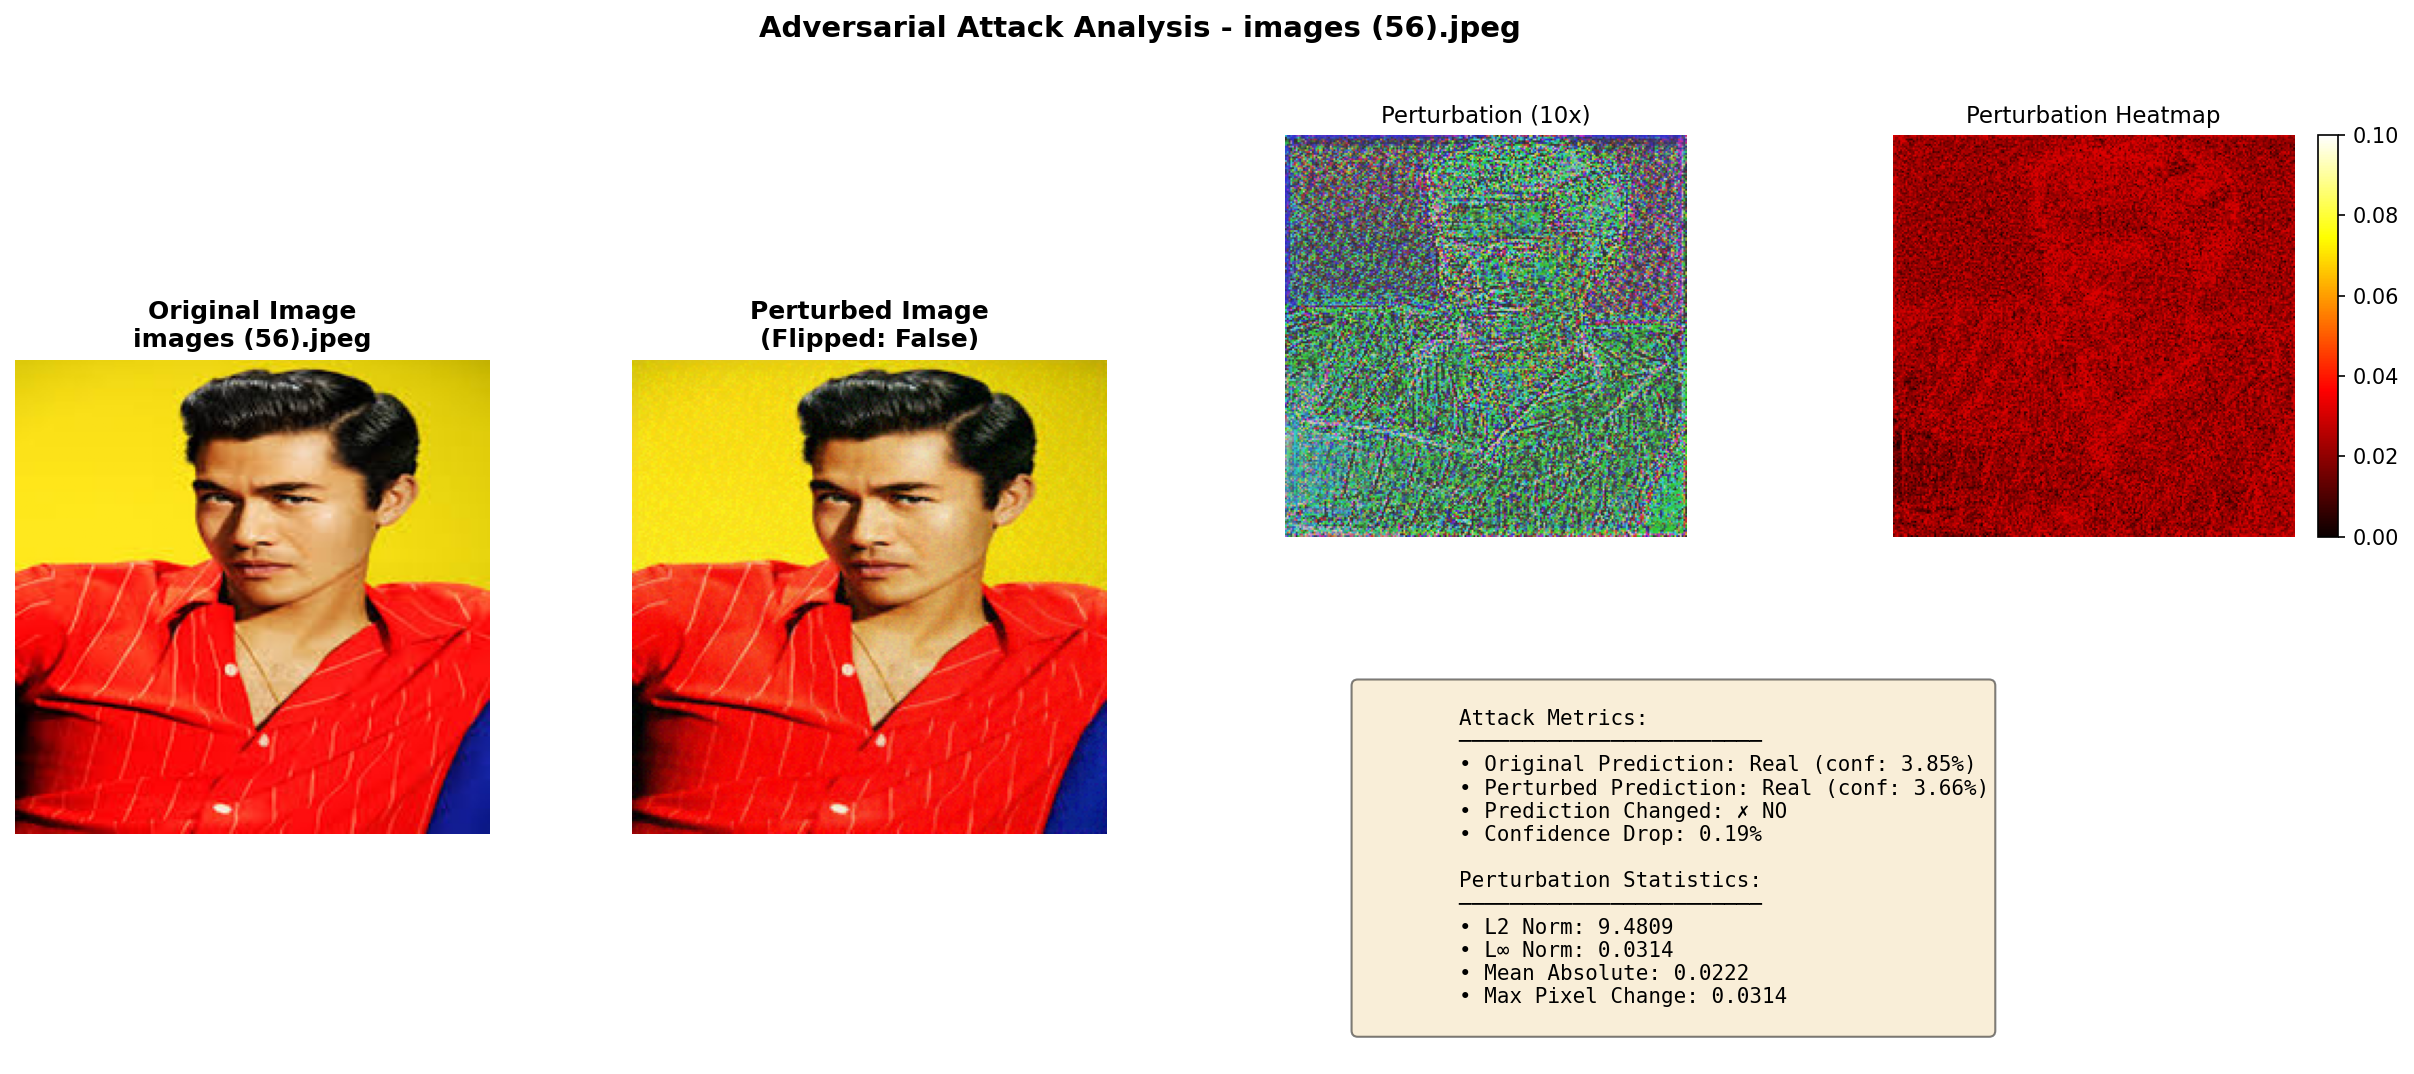 Adversarial Attack Analysis - images (56).jpeg
Original Image
images (56).jpeg
Perturbed Image
(Flipped: False)
Perturbation (10x)
Perturbation Heatmap
0.10
0.08
0.06
0.04
0.02
0.00
Attack Metrics:
• Original Prediction: Real (conf: 3.85%)
• Perturbed Prediction: Real (conf: 3.66%)
• Prediction Changed: ✗ NO
• Confidence Drop: 0.19%
Perturbation Statistics:
• L2 Norm: 9.4809
• L∞ Norm: 0.0314
• Mean Absolute: 0.0222
• Max Pixel Change: 0.0314